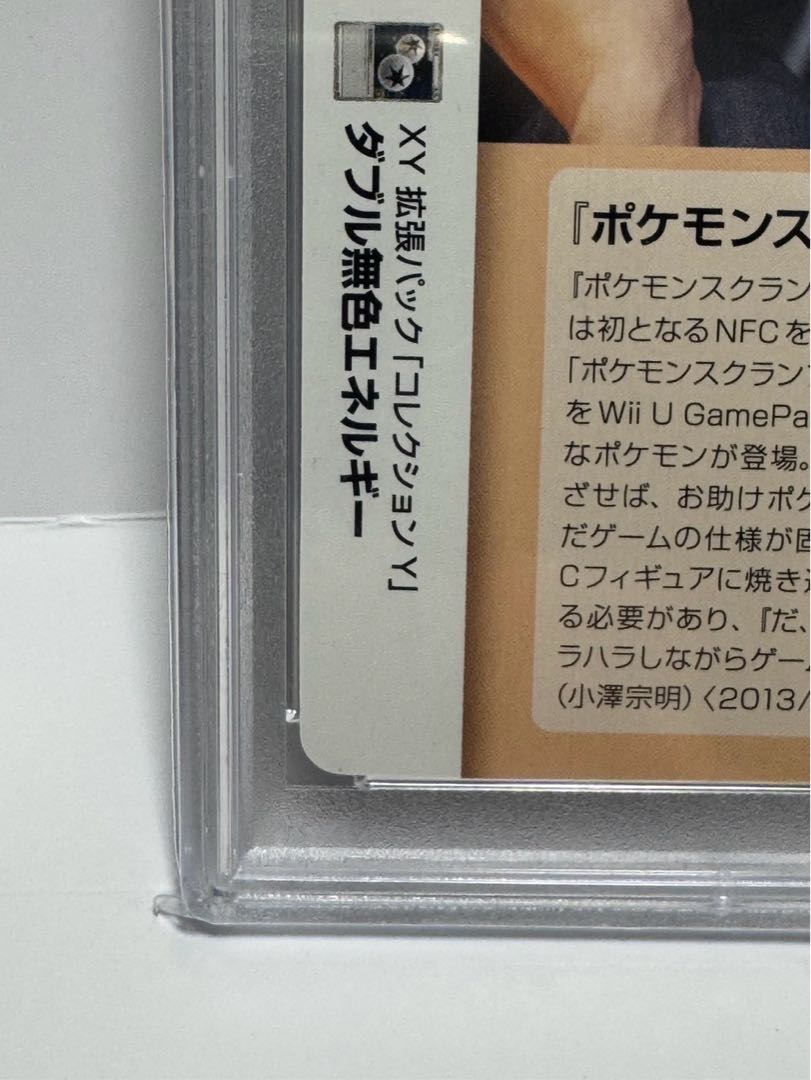 XY 拡張パック「コレクションY」
ダブル無色エネルギー
『ポケモンス
『ポケモンスクラン
は初となるNFCを
「ポケモンスクラン
をWii U GamePa
なポケモンが登場。
ざせば、お助けポケ
だゲームの仕様が固
Cフィギュアに焼き込
る必要があり、『だ、
ラハラしながらゲー
(小澤宗明)〈2013/